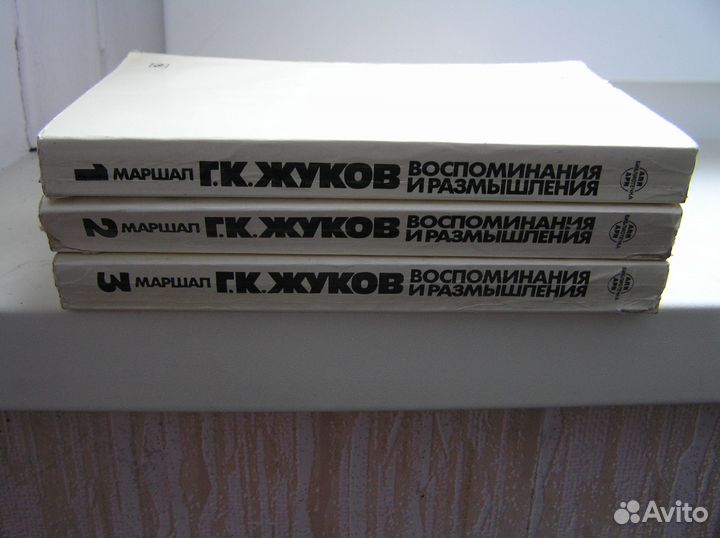 1 МАРШАЛ Г.К.ЖУКОВ ВОСПОМИНАНИЯ
И РАЗМЫШЛЕНИЯ
2 МАРШАЛ Г.К.ЖУКОВ ВОСПОМИНАНИЯ
И РАЗМЫШЛЕНИЯ
3 МАРШАЛ Г.К.ЖУКОВ ВОСПОМИНАНИЯ
И РАЗМЫШЛЕНИЯ
Avito